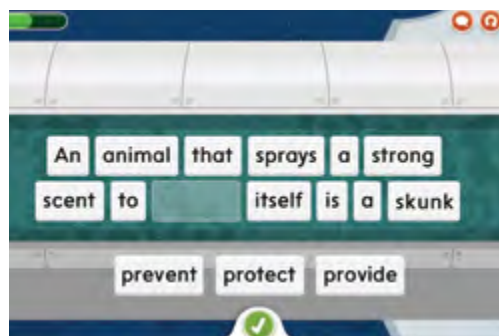 An animal that sprays a strong
scent to itself is a skunk
prevent protect provide